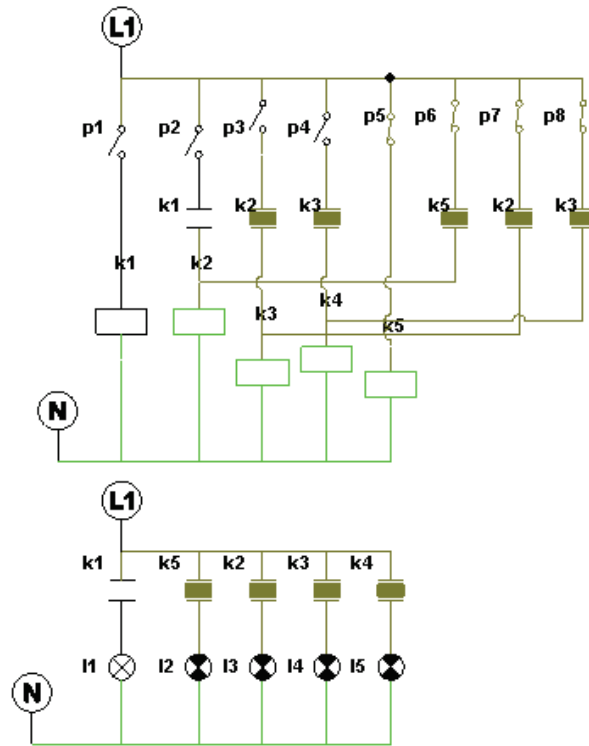 L1
p1 p2 p3 p4 p5 p6 p7 p8
k1 k2 k3 k5 k2 k3
k1 k2
k4
k3 k5
N
L1
k1 k5 k2 k3 k4
l1 l2 l3 l4 l5
N